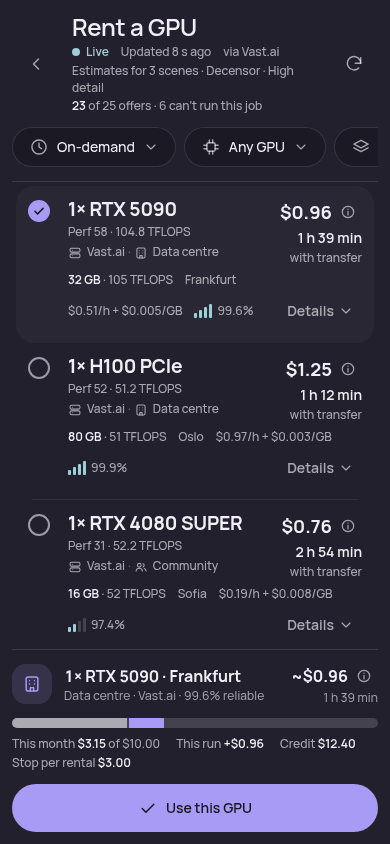 Rent a GPU
Live Updated 8 s ago via Vast.ai
Estimates for 3 scenes · Decensor · High
detail
23 of 25 offers · 6 can't run this job
On-demand Any GPU
1× RTX 5090 $0.96
Perf 58 · 104.8 TFLOPS 1 h 39 min
Vast.ai · Data centre with transfer
32 GB · 105 TFLOPS Frankfurt
$0.51/h + $0.005/GB 99.6% Details
1× H100 PCIe $1.25
Perf 52 · 51.2 TFLOPS 1 h 12 min
Vast.ai · Data centre with transfer
80 GB · 51 TFLOPS Oslo $0.97/h + $0.003/GB
99.9% Details
1× RTX 4080 SUPER $0.76
Perf 31 · 52.2 TFLOPS 2 h 54 min
Vast.ai · Community with transfer
16 GB · 52 TFLOPS Sofia $0.19/h + $0.008/GB
97.4% Details
1× RTX 5090 · Frankfurt ~$0.96
Data centre · Vast.ai · 99.6% reliable 1 h 39 min
This month $3.15 of $10.00 This run +$0.96 Credit $12.40
Stop per rental $3.00
Use this GPU